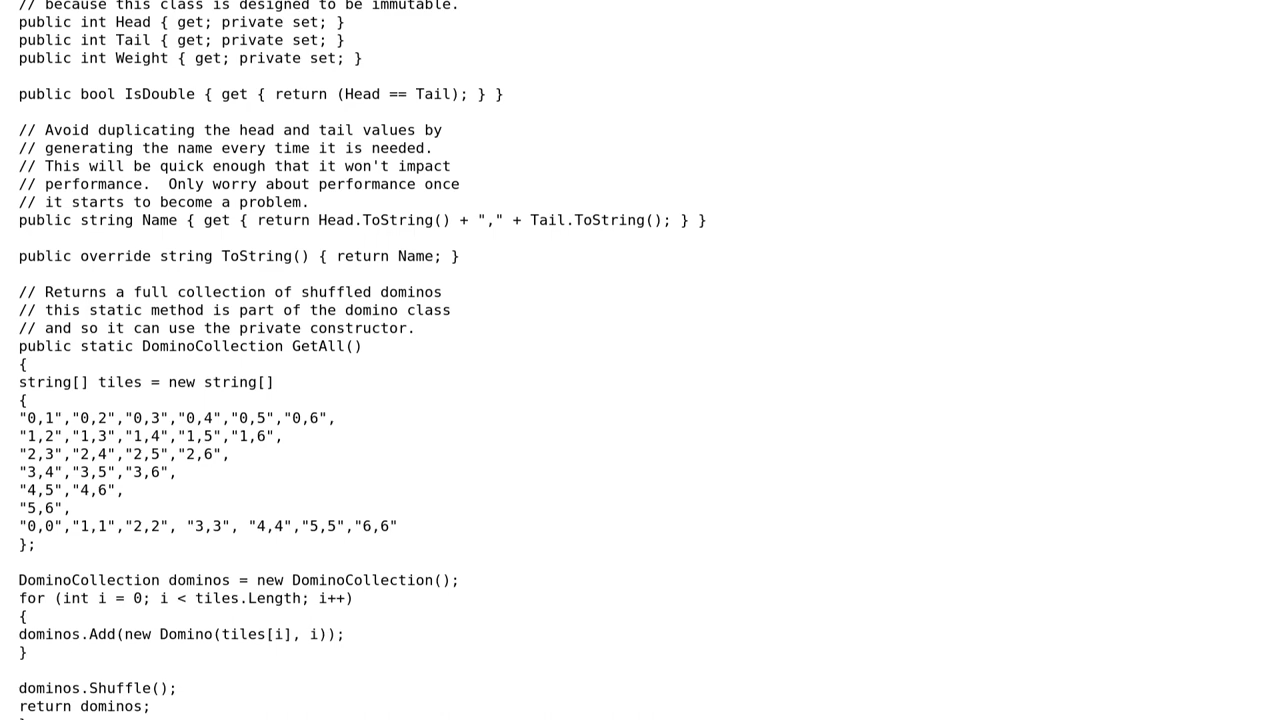 // because this class is designed to be immutable.
public int Head { get; private set; }
public int Tail { get; private set; }
public int Weight { get; private set; }
public bool IsDouble { get { return (Head == Tail); } }
// Avoid duplicating the head and tail values by
// generating the name every time it is needed.
// This will be quick enough that it won't impact
// performance.  Only worry about performance once
// it starts to become a problem.
public string Name { get { return Head.ToString() + "," + Tail.ToString(); } }
public override string ToString() { return Name; }
// Returns a full collection of shuffled dominos
// this static method is part of the domino class
// and so it can use the private constructor.
public static DominoCollection GetAll()
{
string[] tiles = new string[]
{
"0,1","0,2","0,3","0,4","0,5","0,6",
"1,2","1,3","1,4","1,5","1,6",
"2,3","2,4","2,5","2,6",
"3,4","3,5","3,6",
"4,5","4,6",
"5,6",
"0,0","1,1","2,2", "3,3", "4,4","5,5","6,6"
};
DominoCollection dominos = new DominoCollection();
for (int i = 0; i < tiles.Length; i++)
{
dominos.Add(new Domino(tiles[i], i));
}
dominos.Shuffle();
return dominos;